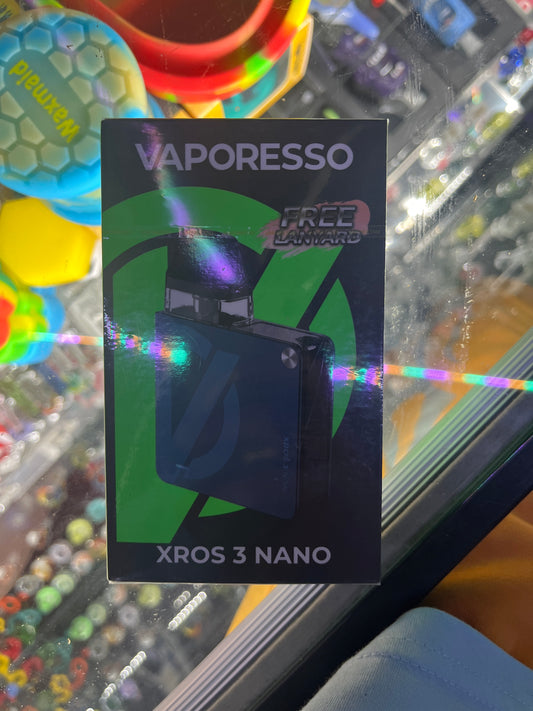 Waxmaid
VAPORESSO
FREE
LANYARD
XROS 3 NANO